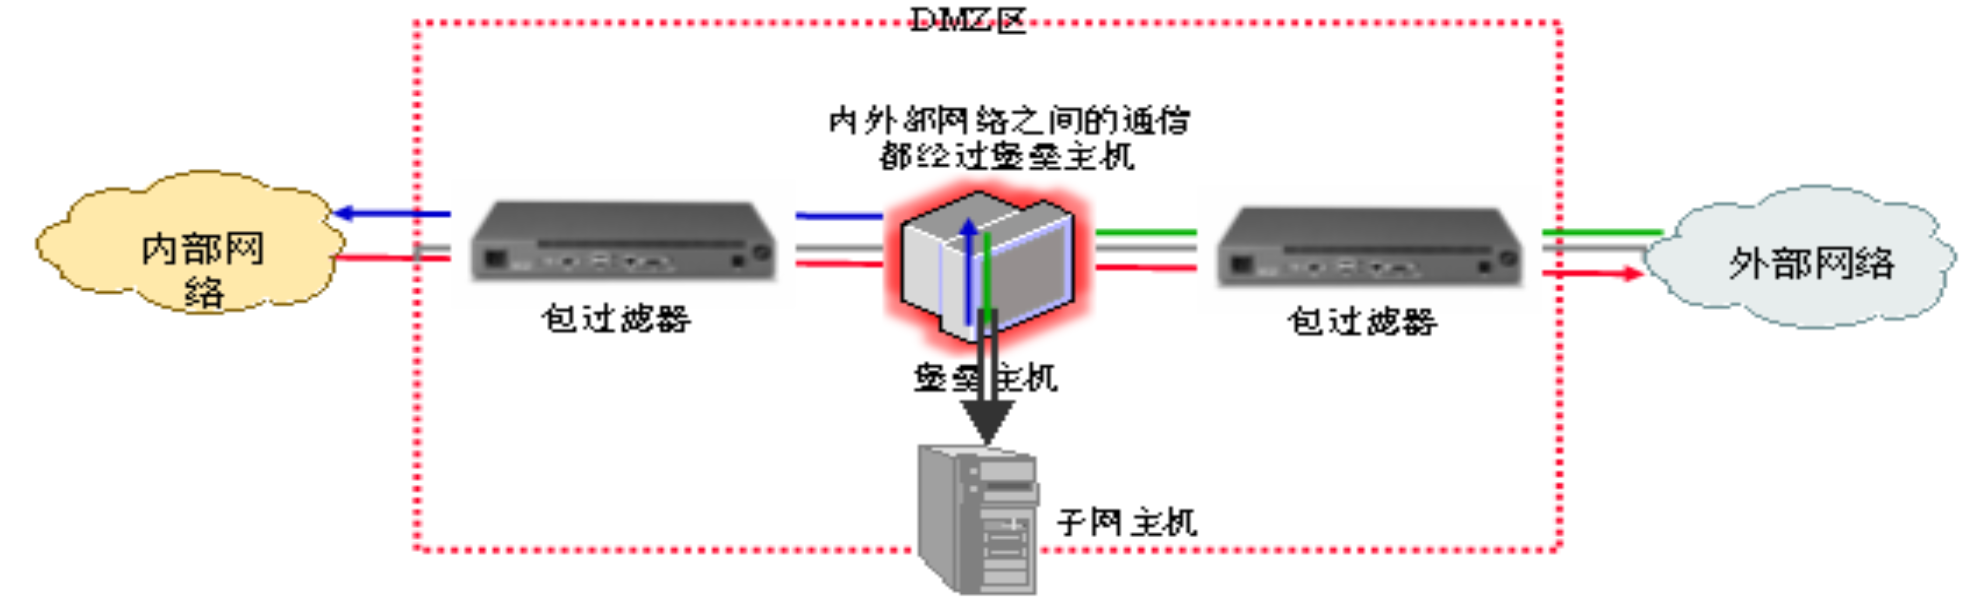 DMZ区
内外部网络之间的通信
都经过堡垒主机
内部网
络
外部网络
包过滤器
包过滤器
堡垒主机
子网主机